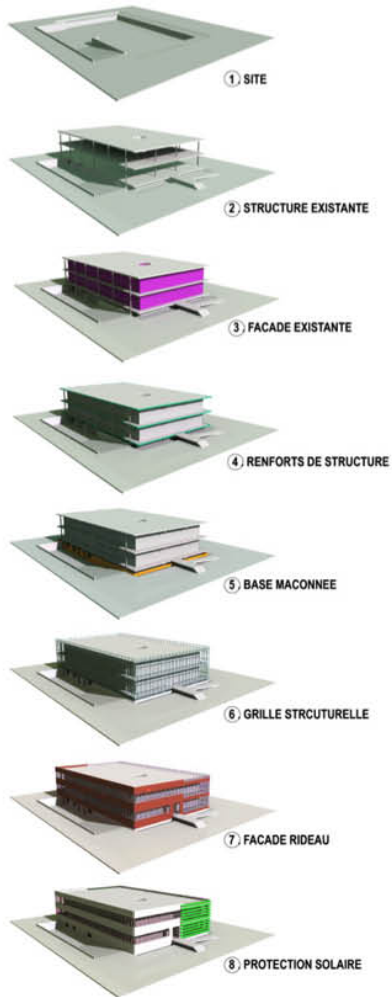 1 SITE
2 STRUCTURE EXISTANTE
3 FACADE EXISTANTE
4 RENFORTS DE STRUCTURE
5 BASE MACONNEE
6 GRILLE STRCUTURELLE
7 FACADE RIDEAU
8 PROTECTION SOLAIRE